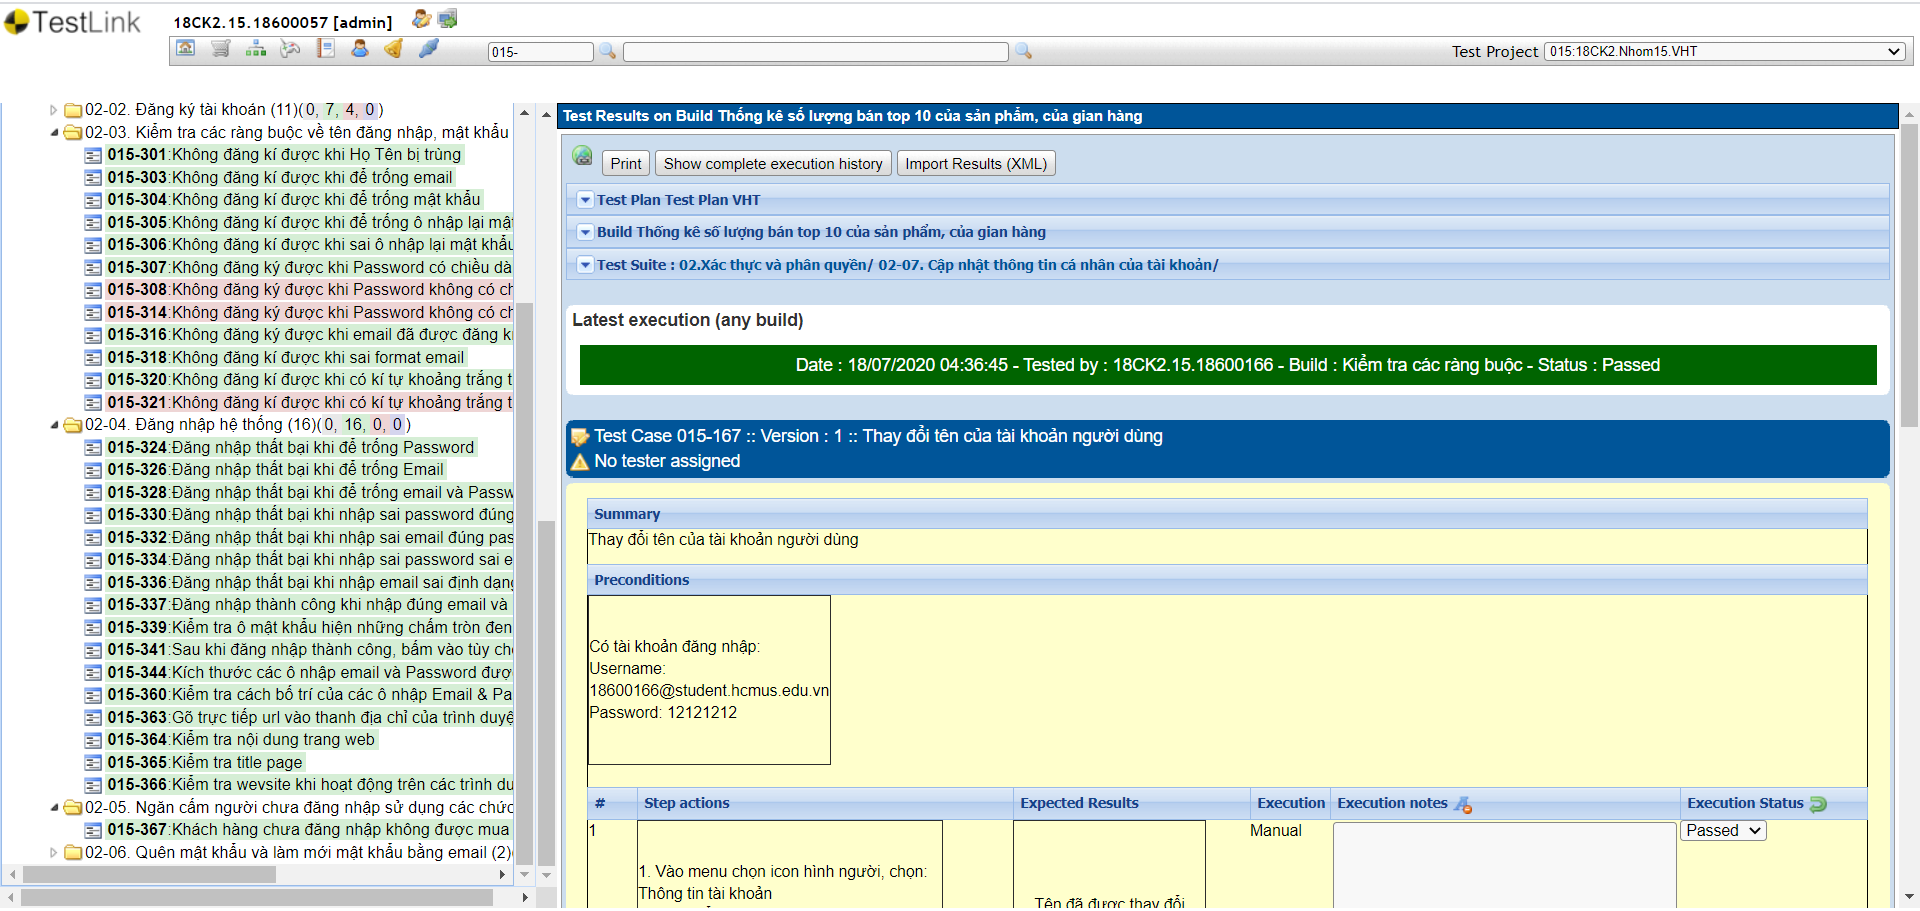 TestLink
18CK2.15.18600057 [admin]
015-
Test Project
015:18CK2.Nhom15.VHT
02-02. Đăng ký tài khoản (11)(0, 7, 4, 0)
02-03. Kiểm tra các ràng buộc về tên đăng nhập, mật khẩu
015-301:Không đăng kí được khi Họ Tên bị trùng
015-303:Không đăng kí được khi để trống email
015-304:Không đăng kí được khi để trống mật khẩu
015-305:Không đăng kí được khi để trống ô nhập lại mật
015-306:Không đăng kí được khi sai ô nhập lại mật khẩu
015-307:Không đăng ký được khi Password có chiều dà
015-308:Không đăng ký được khi Password không có ch
015-314:Không đăng ký được khi Password không có ch
015-316:Không đăng ký được khi email đã được đăng k
015-318:Không đăng kí được khi sai format email
015-320:Không đăng kí được khi có kí tự khoảng trắng t
015-321:Không đăng kí được khi có kí tự khoảng trắng t
02-04. Đăng nhập hệ thống (16)(0, 16, 0, 0)
015-324:Đăng nhập thất bại khi để trống Password
015-326:Đăng nhập thất bại khi để trống Email
015-328:Đăng nhập thất bại khi để trống email và Passw
015-330:Đăng nhập thất bại khi nhập sai password đúng
015-332:Đăng nhập thất bại khi nhập sai email đúng pas
015-334:Đăng nhập thất bại khi nhập sai password sai e
015-336:Đăng nhập thất bại khi nhập email sai định dạng
015-337:Đăng nhập thành công khi nhập đúng email và
015-339:Kiểm tra ô mật khẩu hiện những chấm tròn đen
015-341:Sau khi đăng nhập thành công, bấm vào tùy chọ
015-344:Kích thước các ô nhập email và Password đượ
015-360:Kiểm tra cách bố trí của các ô nhập Email & Pa
015-363:Gõ trực tiếp url vào thanh địa chỉ của trình duyệ
015-364:Kiểm tra nội dung trang web
015-365:Kiểm tra title page
015-366:Kiểm tra wevsite khi hoạt động trên các trình du
02-05. Ngăn cấm người chưa đăng nhập sử dụng các chức
015-367:Khách hàng chưa đăng nhập không được mua
02-06. Quên mật khẩu và làm mới mật khẩu bằng email (2)(
Test Results on Build Thống kê số lượng bán top 10 của sản phẩm, của gian hàng
Print
Show complete execution history
Import Results (XML)
Test Plan Test Plan VHT
Build Thống kê số lượng bán top 10 của sản phẩm, của gian hàng
Test Suite : 02.Xác thực và phân quyền/ 02-07. Cập nhật thông tin cá nhân của tài khoản/
Latest execution (any build)
Date : 18/07/2020 04:36:45 - Tested by : 18CK2.15.18600166 - Build : Kiểm tra các ràng buộc - Status : Passed
Test Case 015-167 :: Version : 1 :: Thay đổi tên của tài khoản người dùng
No tester assigned
Summary
Thay đổi tên của tài khoản người dùng
Preconditions
Có tài khoản đăng nhập:
Username:
18600166@student.hcmus.edu.vn
Password: 12121212
# Step actions Expected Results Execution Execution notes Execution Status
1 Manual Passed
1. Vào menu chọn icon hình người, chọn:
Thông tin tài khoản
Tên đã được thay đổi